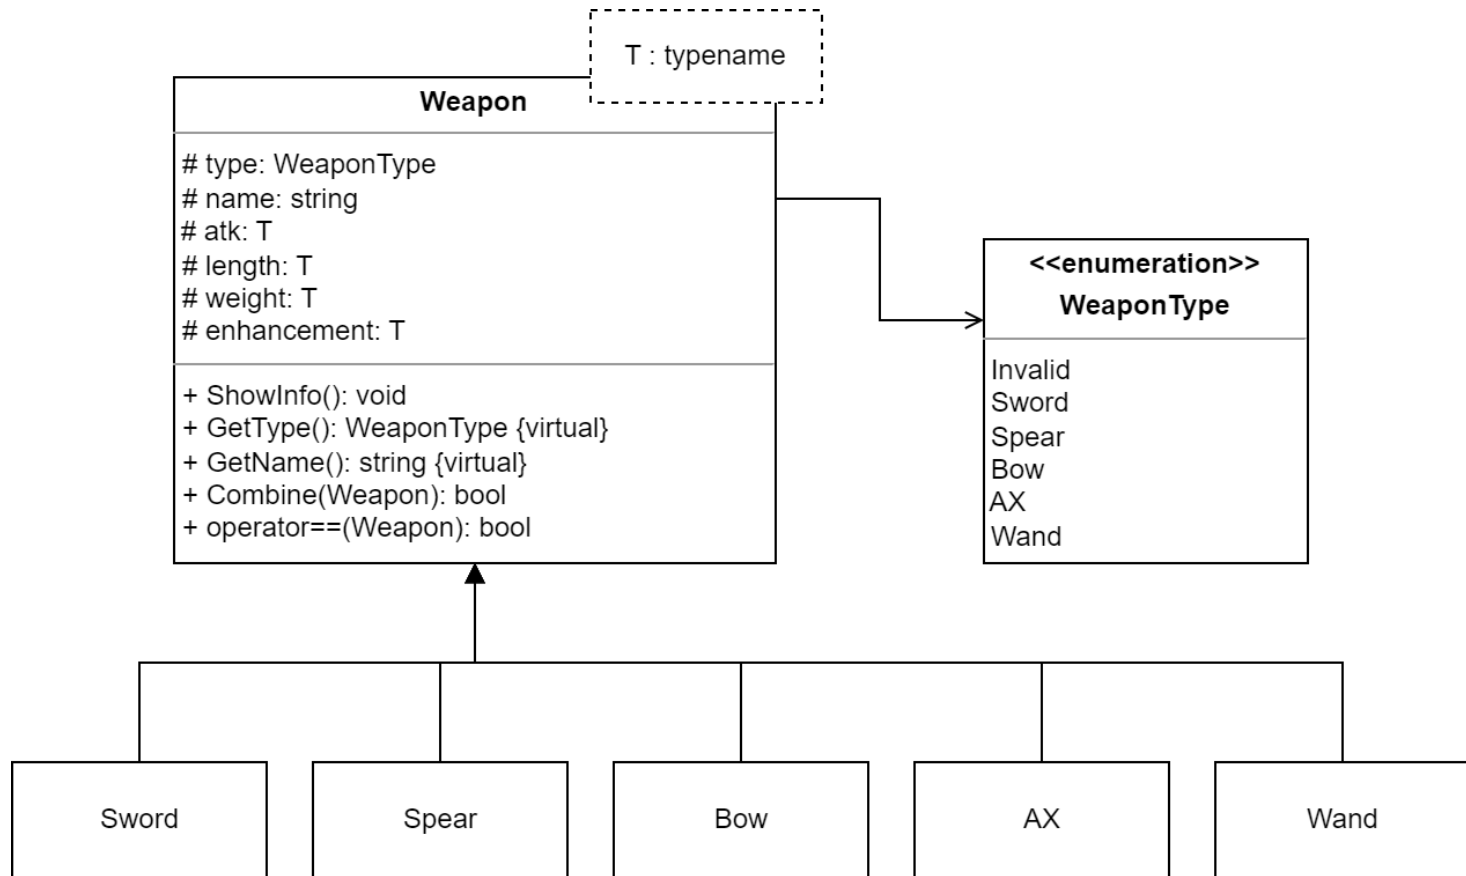 T : typename
Weapon
# type: WeaponType
# name: string
# atk: T
# length: T
# weight: T
# enhancement: T
+ ShowInfo(): void
+ GetType(): WeaponType {virtual}
+ GetName(): string {virtual}
+ Combine(Weapon): bool
+ operator==(Weapon): bool
<<enumeration>>
WeaponType
Invalid
Sword
Spear
Bow
AX
Wand
Sword
Spear
Bow
AX
Wand